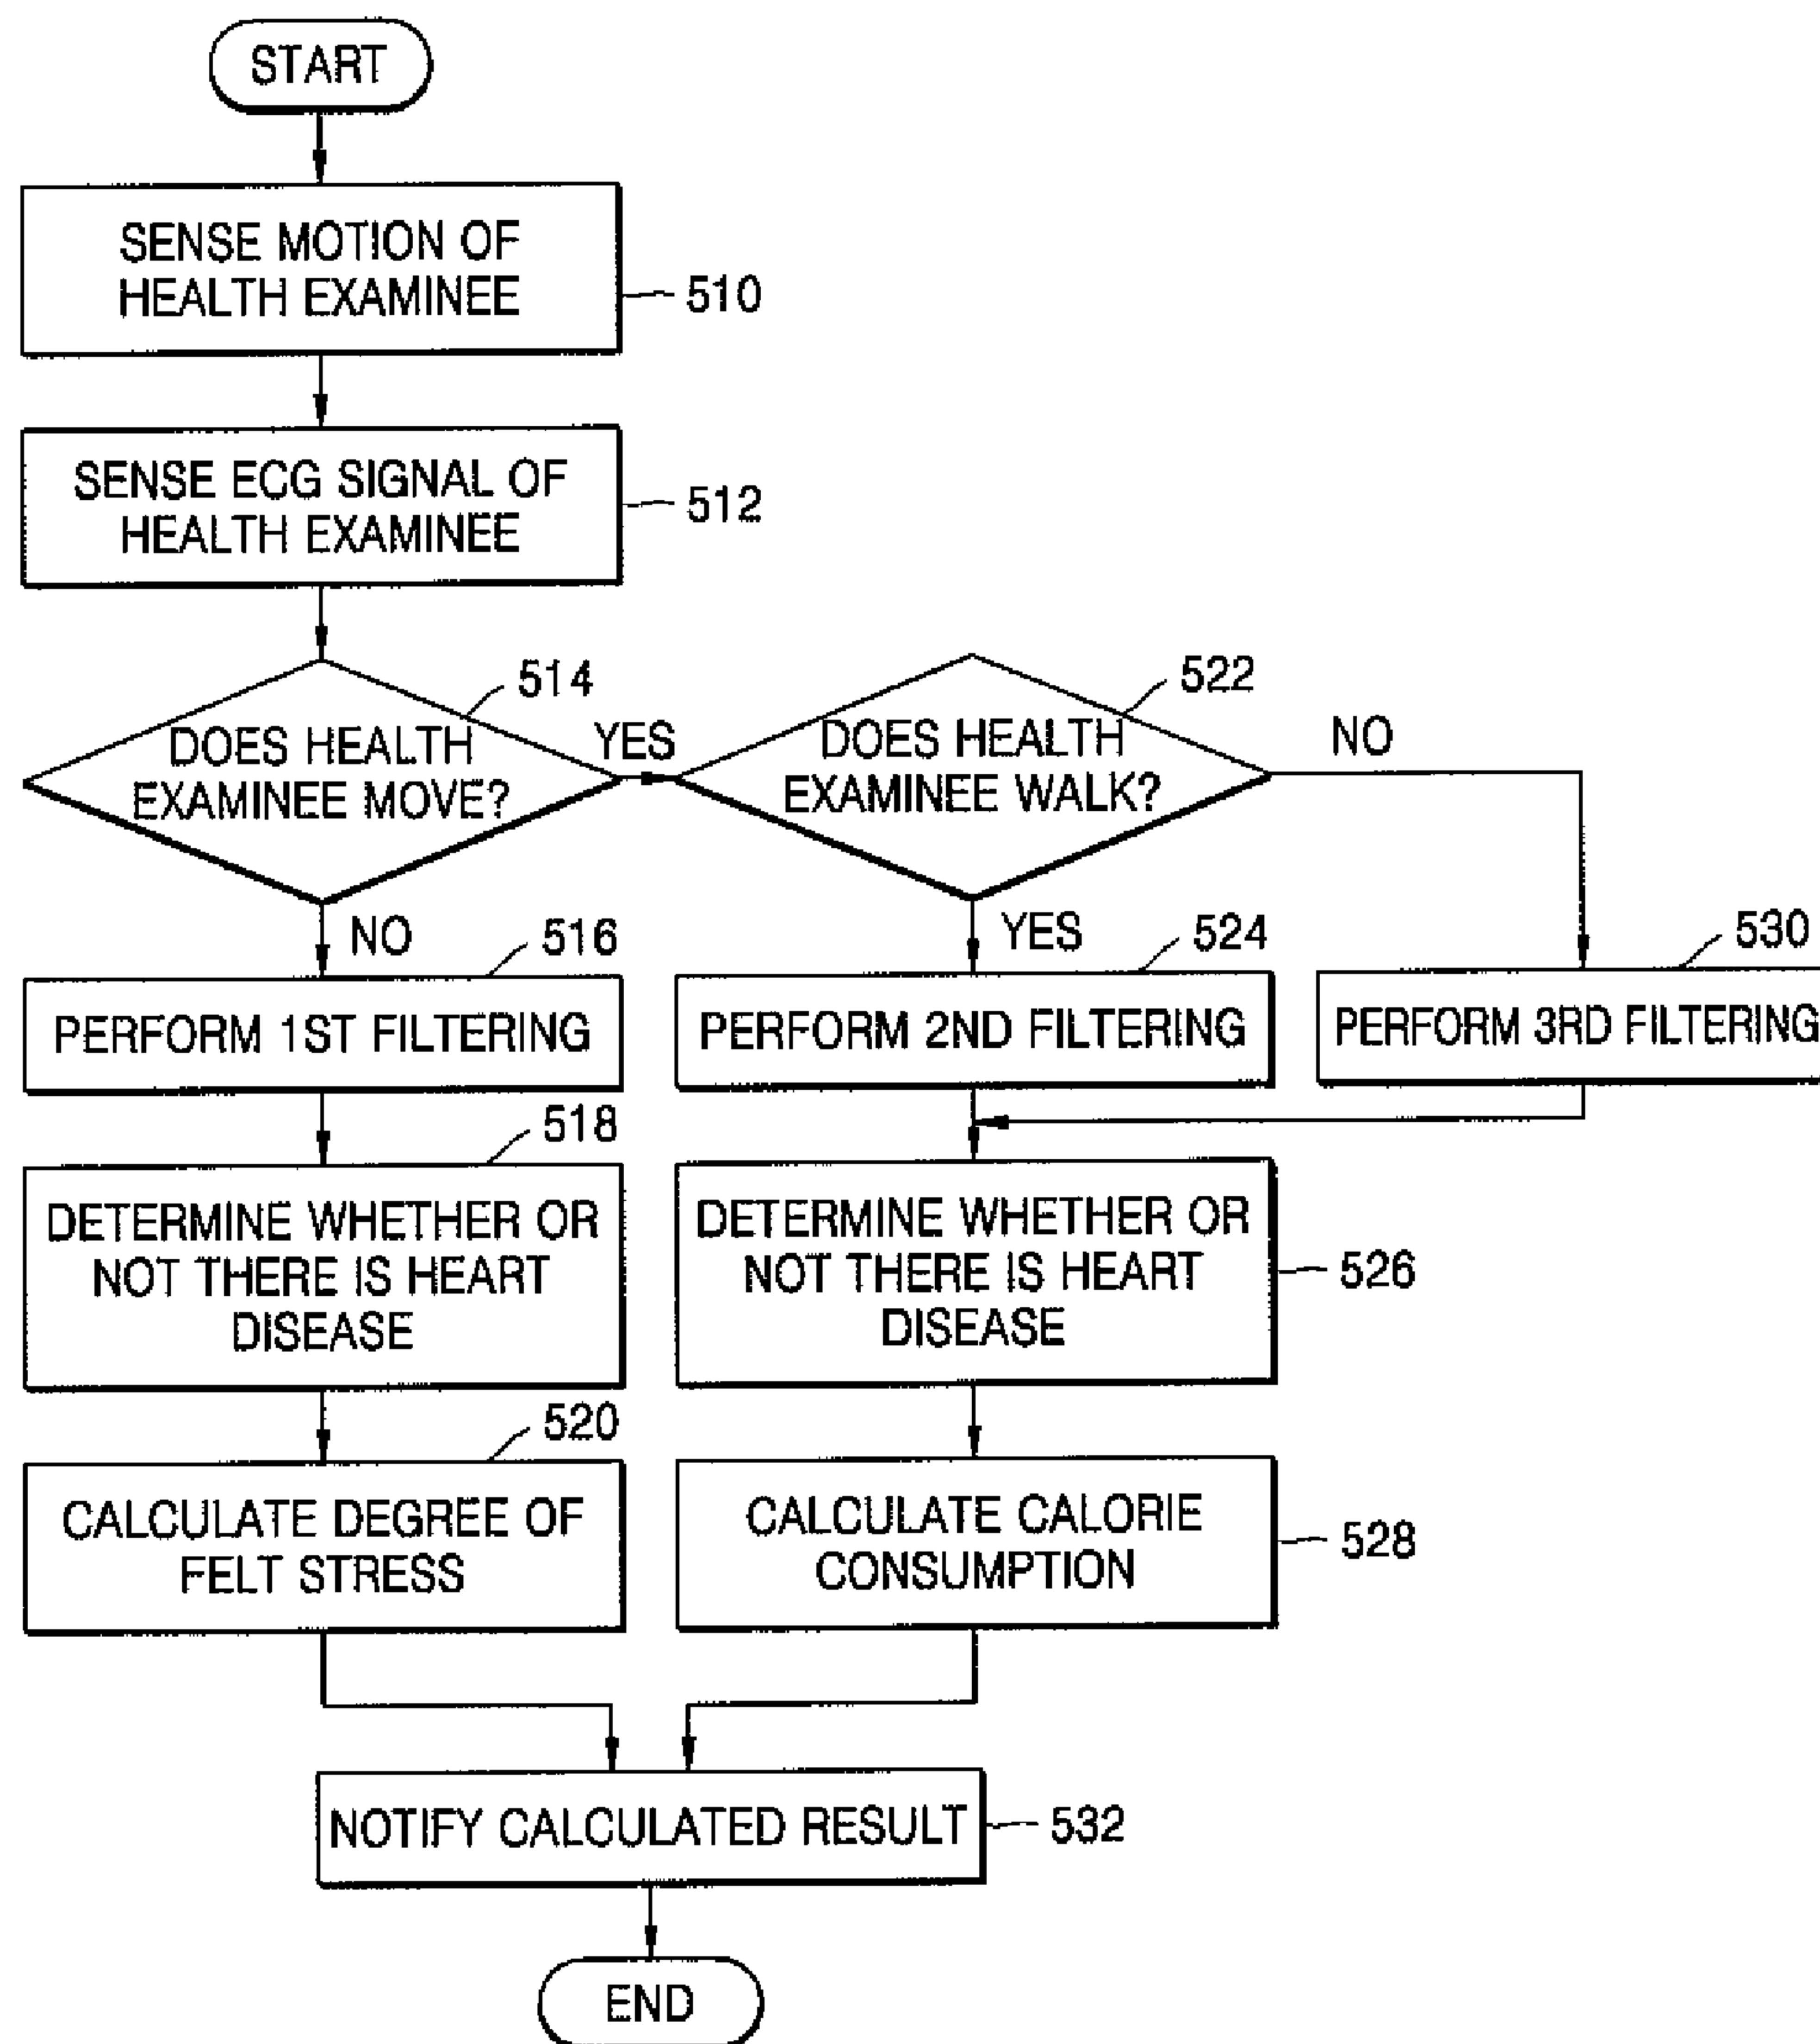 START
SENSE MOTION OF
HEALTH EXAMINEE
510
SENSE ECG SIGNAL OF
HEALTH EXAMINEE
512
514
DOES HEALTH
EXAMINEE MOVE?
YES
522
DOES HEALTH
EXAMINEE WALK?
NO
NO
516
PERFORM 1ST FILTERING
YES
524
PERFORM 2ND FILTERING
530
PERFORM 3RD FILTERING
518
DETERMINE WHETHER OR
NOT THERE IS HEART
DISEASE
DETERMINE WHETHER OR
NOT THERE IS HEART
DISEASE
526
520
CALCULATE DEGREE OF
FELT STRESS
CALCULATE CALORIE
CONSUMPTION
528
NOTIFY CALCULATED RESULT
532
END